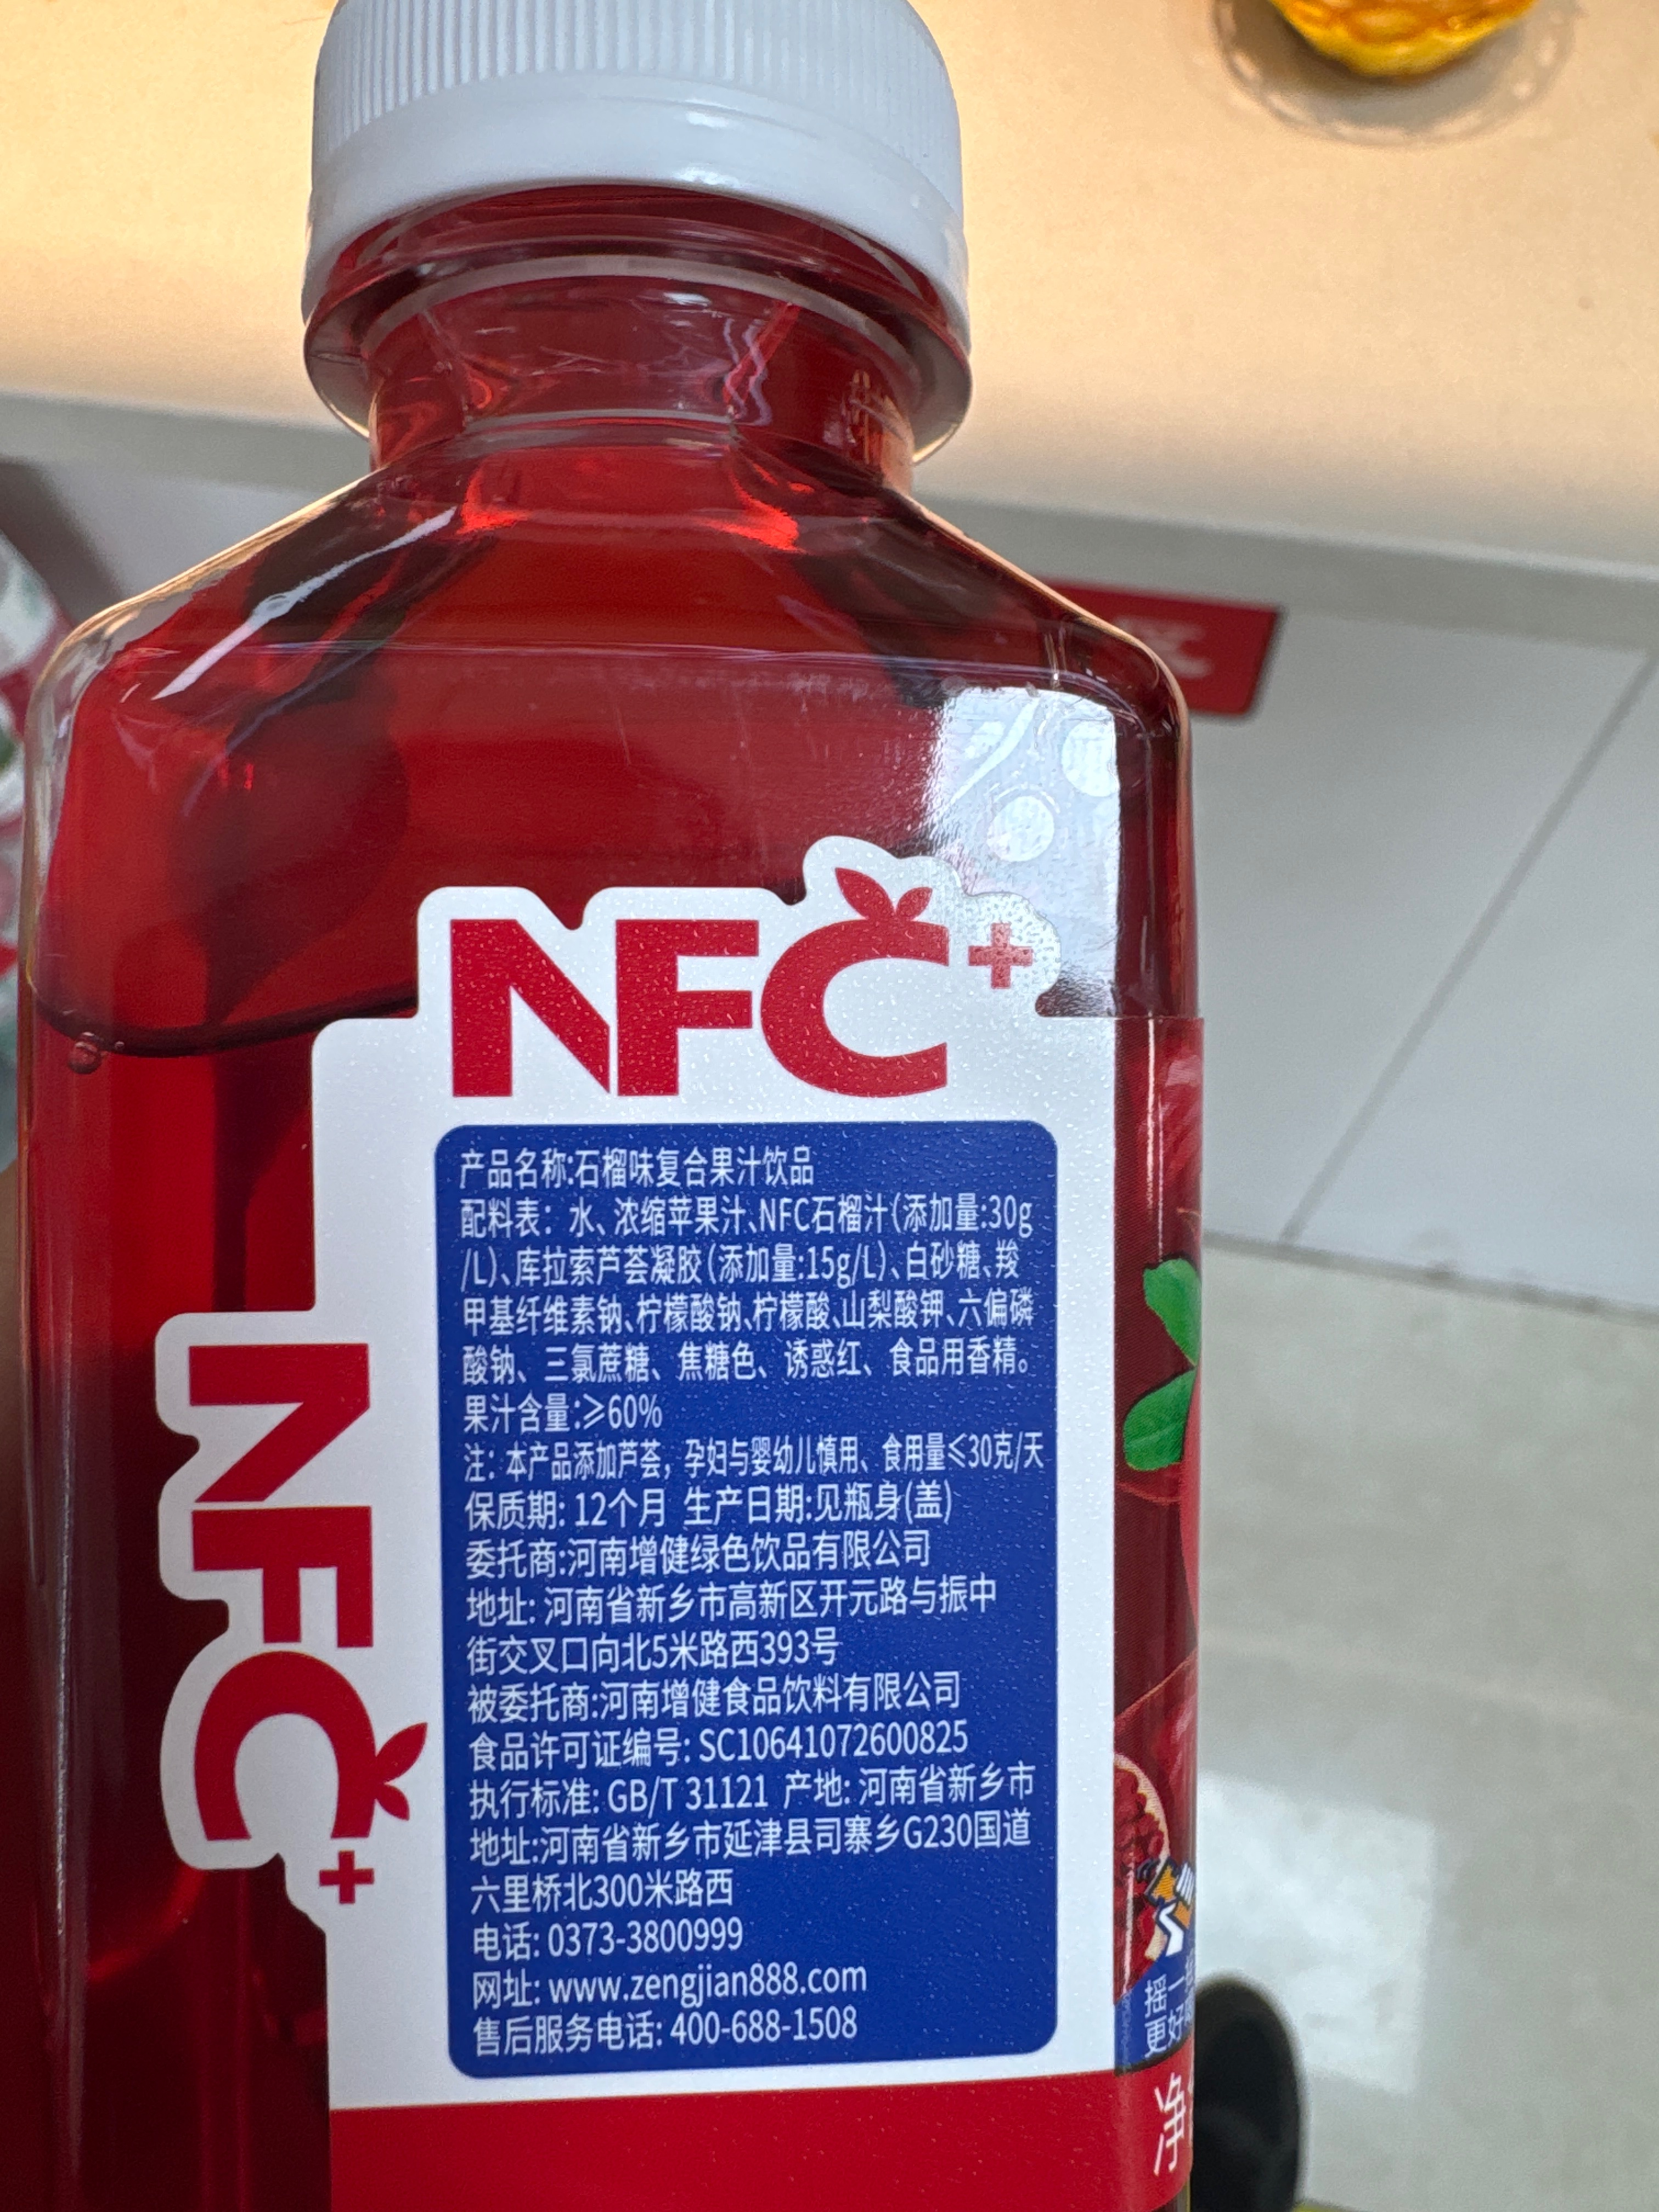 NFC+
产品名称:石榴味复合果汁饮品
配料表: 水、浓缩苹果汁、NFC石榴汁(添加量:30g
/L)、库拉索芦荟凝胶(添加量:15g/L)、白砂糖、羧
甲基纤维素钠、柠檬酸钠、柠檬酸、山梨酸钾、六偏磷
酸钠、三氯蔗糖、焦糖色、诱惑红、食品用香精。
果汁含量:≥60%
注: 本产品添加芦荟, 孕妇与婴幼儿慎用、食用量≤30克/天
保质期: 12个月 生产日期:见瓶身(盖)
委托商:河南增健绿色饮品有限公司
地址: 河南省新乡市高新区开元路与振中
街交叉口向北5米路西393号
被委托商:河南增健食品饮料有限公司
食品许可证编号: SC10641072600825
执行标准: GB/T 31121 产地: 河南省新乡市
地址:河南省新乡市延津县司寨乡G230国道
六里桥北300米路西
电话: 0373-3800999
网址: www.zengjian888.com
售后服务电话: 400-688-1508
NFC+
摇一
更好
净